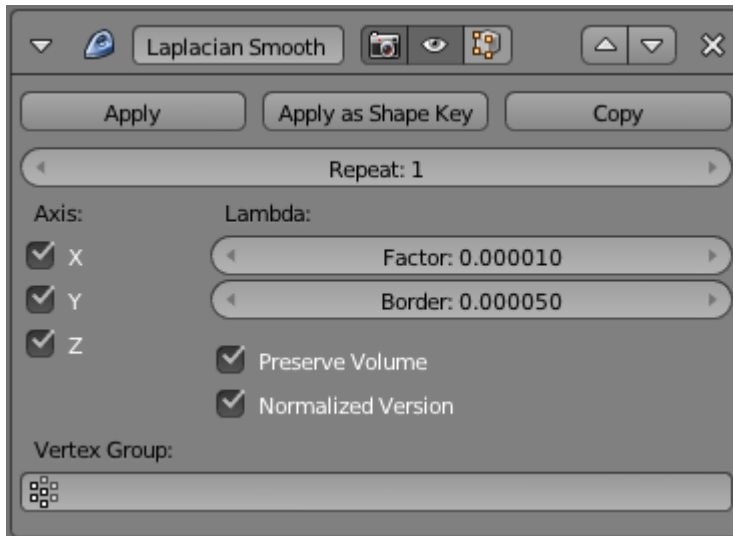 Laplacian Smooth
Apply Apply as Shape Key Copy
Repeat: 1
Axis: Lambda:
X Factor: 0.000010
Y Border: 0.000050
Z Preserve Volume
Normalized Version
Vertex Group: